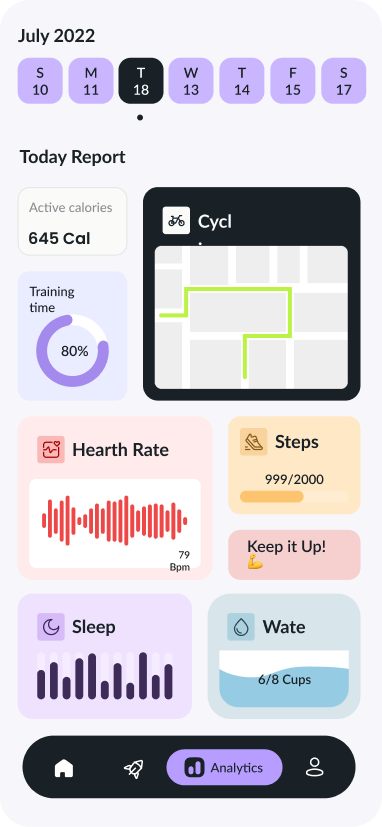 July 2022
S M T W T F S
10 11 18 13 14 15 17
Today Report
Active calories
645 Cal
Cycl
Training
time
80%
Hearth Rate
79
Bpm
Steps
999/2000
Keep it Up!
💪
Sleep
Wate
6/8 Cups
Analytics